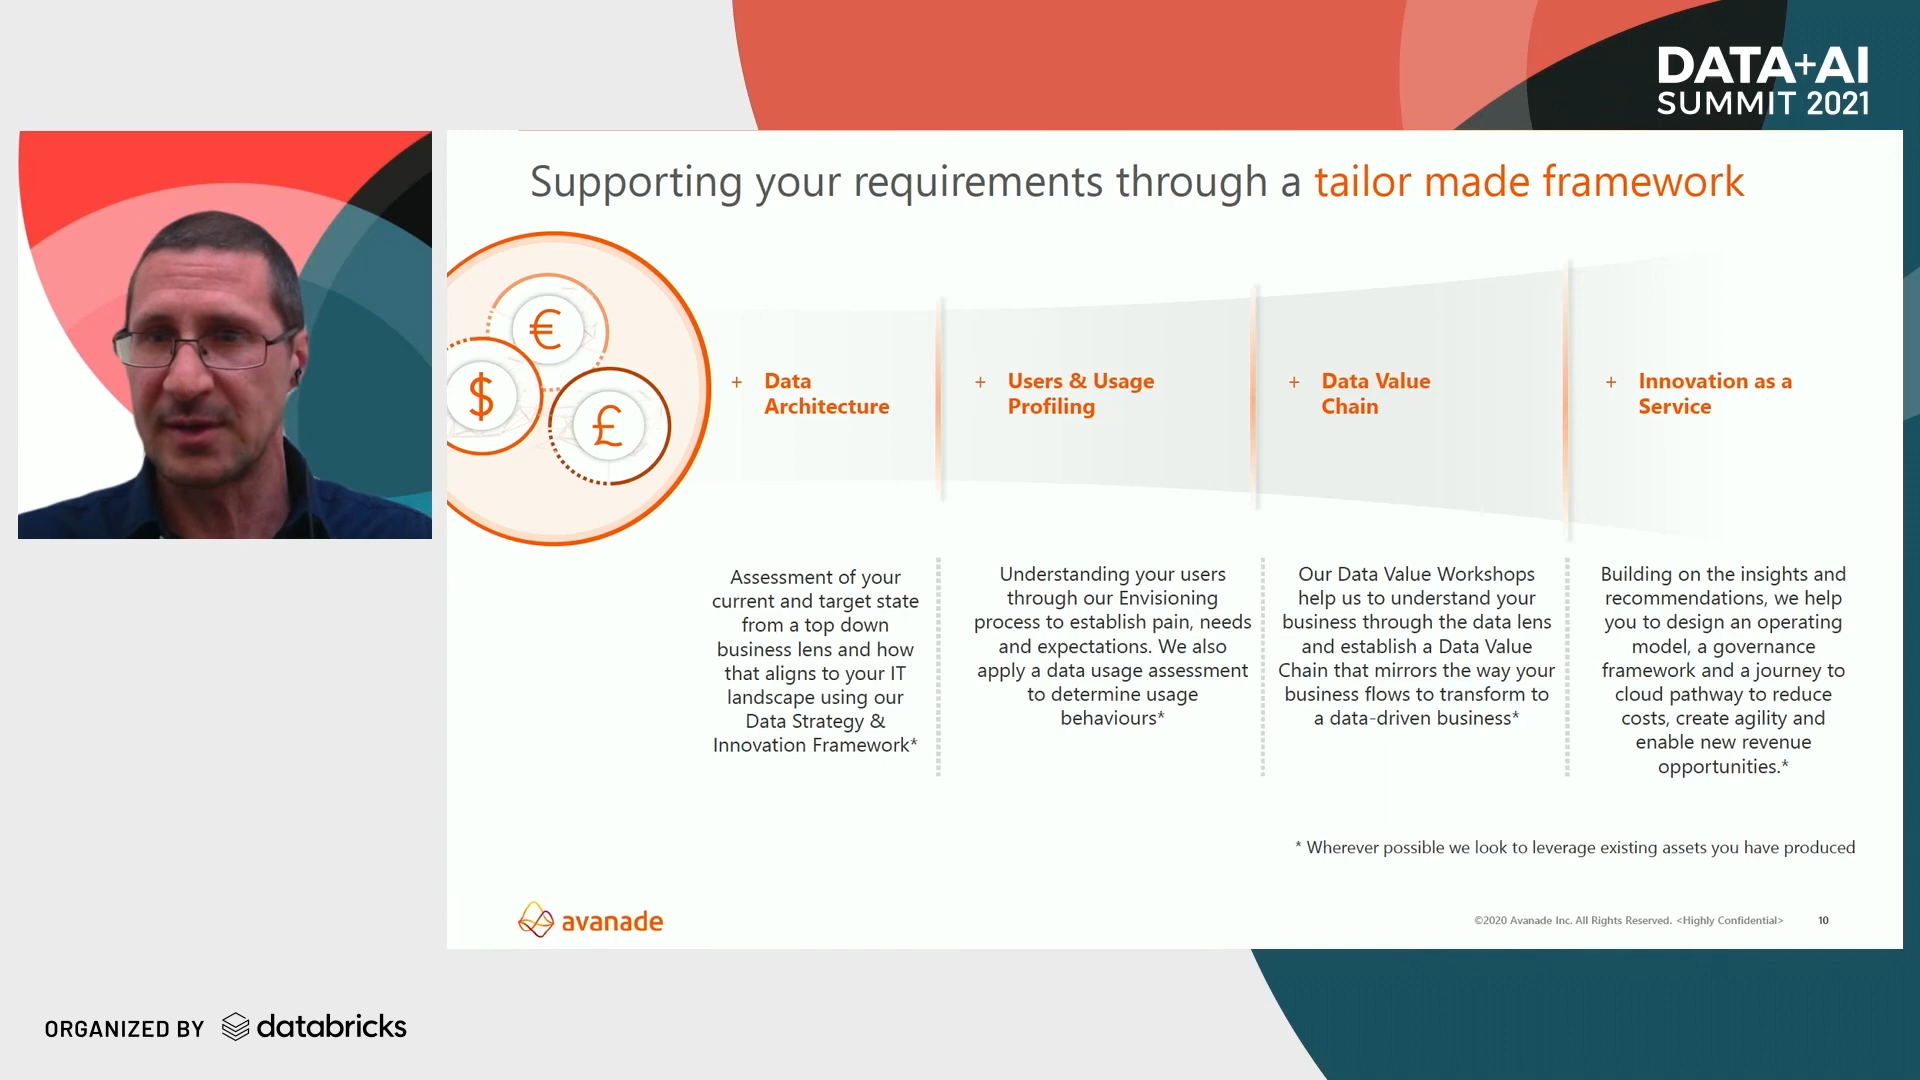 DATA+AI
SUMMIT 2021
Supporting your requirements through a tailor made framework
€
$
£
+ Data
Architecture
+ Users & Usage
Profiling
+ Data Value
Chain
+ Innovation as a
Service
Assessment of your
current and target state
from a top down
business lens and how
that aligns to your IT
landscape using our
Data Strategy &
Innovation Framework*
Understanding your users
through our Envisioning
process to establish pain, needs
and expectations. We also
apply a data usage assessment
to determine usage
behaviours*
Our Data Value Workshops
help us to understand your
business through the data lens
and establish a Data Value
Chain that mirrors the way your
business flows to transform to
a data-driven business*
Building on the insights and
recommendations, we help
you to design an operating
model, a governance
framework and a journey to
cloud pathway to reduce
costs, create agility and
enable new revenue
opportunities.*
* Wherever possible we look to leverage existing assets you have produced
avanade
©2020 Avanade Inc. All Rights Reserved. <Highly Confidential> 10
ORGANIZED BY databricks